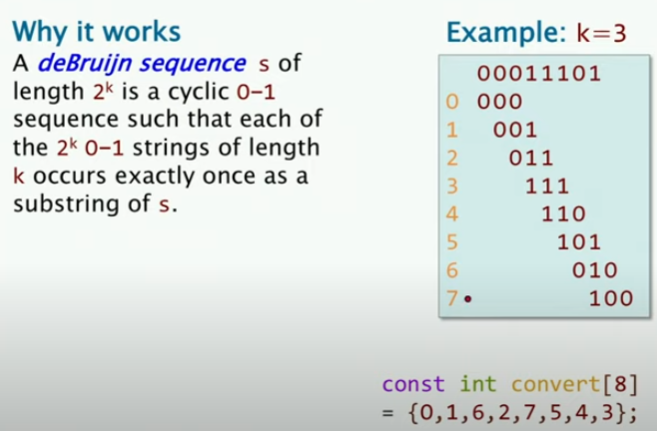 Why it works
A deBruijn sequence s of
length 2ᵏ is a cyclic 0–1
sequence such that each of
the 2ᵏ 0–1 strings of length
k occurs exactly once as a
substring of s.
Example: k=3
00011101
0 000
1 001
2 011
3 111
4 110
5 101
6 010
7 100
const int convert[8]
= {0,1,6,2,7,5,4,3};